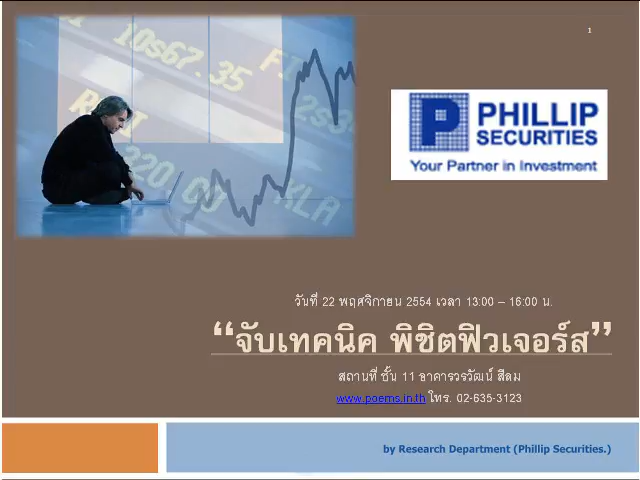 1
10s67.35
PHILLIP
SECURITIES
Your Partner in Investment
วันที่ 22 พฤศจิกายน 2554 เวลา 13:00 – 16:00 น.
“จับเทคนิค พิชิตฟิวเจอร์ส”
สถานที่ ชั้น 11 อาคารวรวัฒน์ สีลม
www.poems.in.th โทร. 02-635-3123
by Research Department (Phillip Securities.)